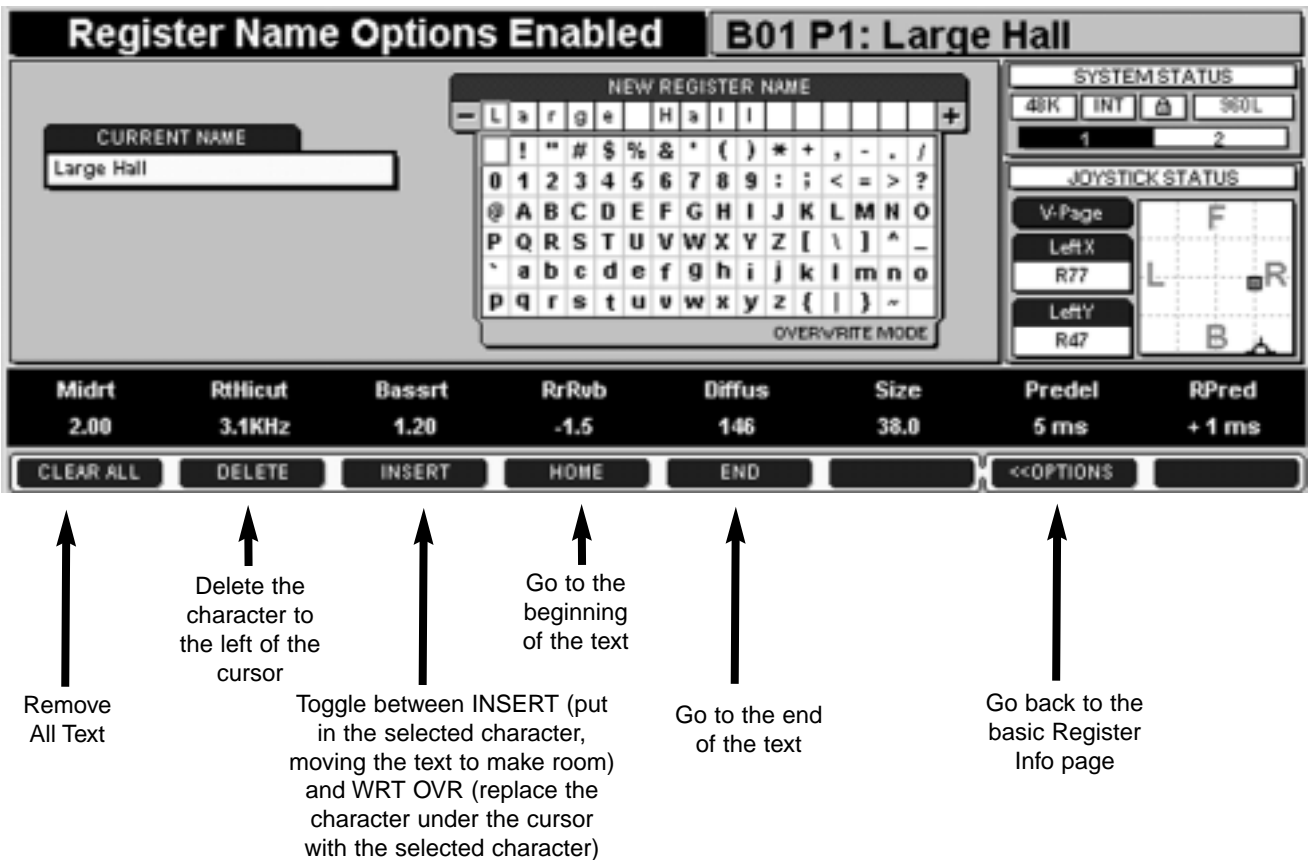 Register Name Options Enabled
B01 P1: Large Hall
CURRENT NAME
Large Hall
NEW REGISTER NAME
− L a r g e H a l l +
! " # $ % & ' ( ) * + , - . /
0 1 2 3 4 5 6 7 8 9 : ; < = > ?
@ A B C D E F G H I J K L M N O
P Q R S T U V W X Y Z [ \ ] ^ _
` a b c d e f g h i j k l m n o
p q r s t u v w x y z { | } ~
OVERWRITE MODE
SYSTEM STATUS
48K INT 960L
1 2
JOYSTICK STATUS
V-Page
Left X
R77
Left Y
R47
F
L R
B
Midrt RtHicut Bassrt RrRvb Diffus Size Predel RPred
2.00 3.1KHz 1.20 -1.5 146 38.0 5 ms + 1 ms
CLEAR ALL DELETE INSERT HOME END <<OPTIONS
Remove
All Text
Delete the
character to
the left of the
cursor
Toggle between INSERT (put
in the selected character,
moving the text to make room)
and WRT OVR (replace the
character under the cursor
with the selected character)
Go to the
beginning
of the text
Go to the end
of the text
Go back to the
basic Register
Info page